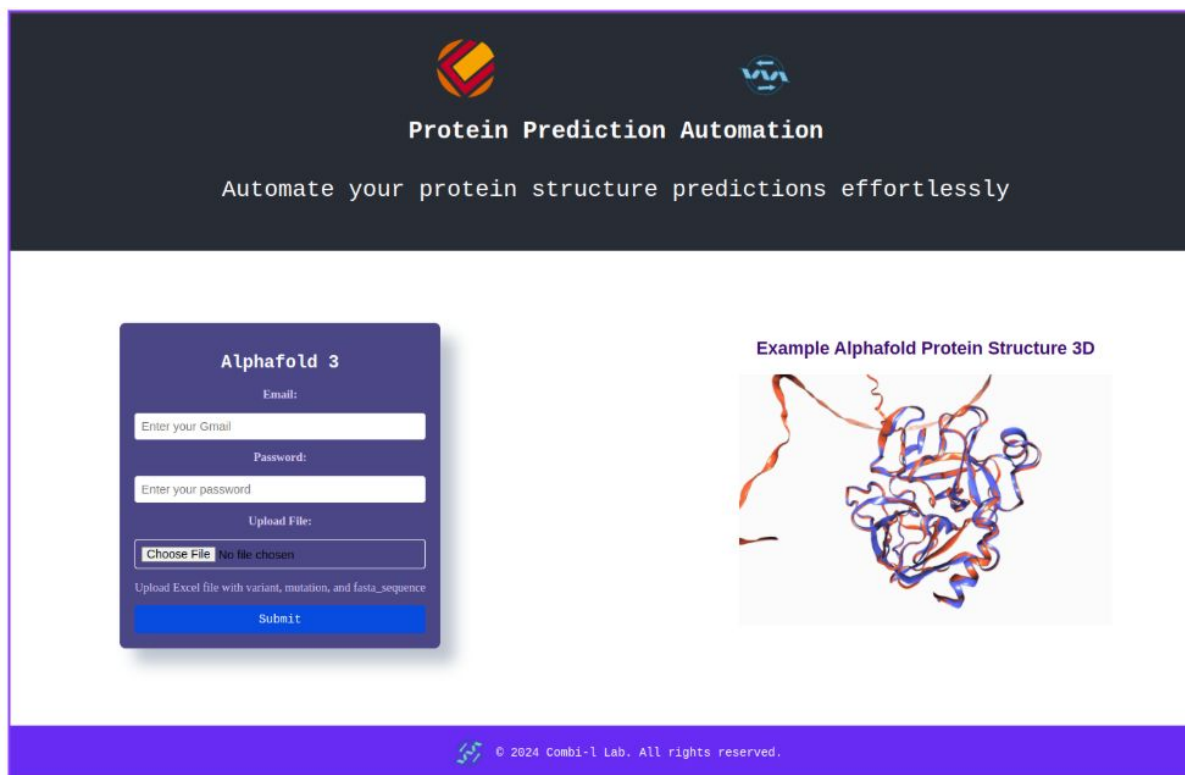 Protein Prediction Automation
Automate your protein structure predictions effortlessly
Alphafold 3
Email:
Enter your Gmail
Password:
Enter your password
Upload File:
Choose File No file chosen
Upload Excel file with variant, mutation, and fasta_sequence
Submit
Example Alphafold Protein Structure 3D
© 2024 Combi-l Lab. All rights reserved.